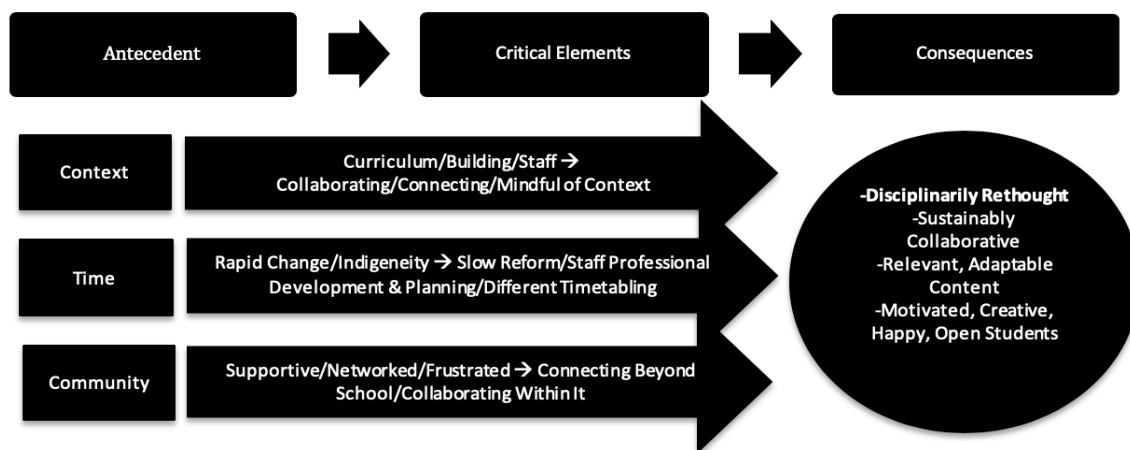 Antecedent
Critical Elements
Consequences
Context
Curriculum/Building/Staff →
Collaborating/Connecting/Mindful of Context
Time
Rapid Change/Indigeneity → Slow Reform/Staff Professional
Development & Planning/Different Timetabling
Community
Supportive/Networked/Frustrated → Connecting Beyond
School/Collaborating Within It
-Disciplinarily Rethought
-Sustainably
Collaborative
-Relevant, Adaptable
Content
-Motivated, Creative,
Happy, Open Students